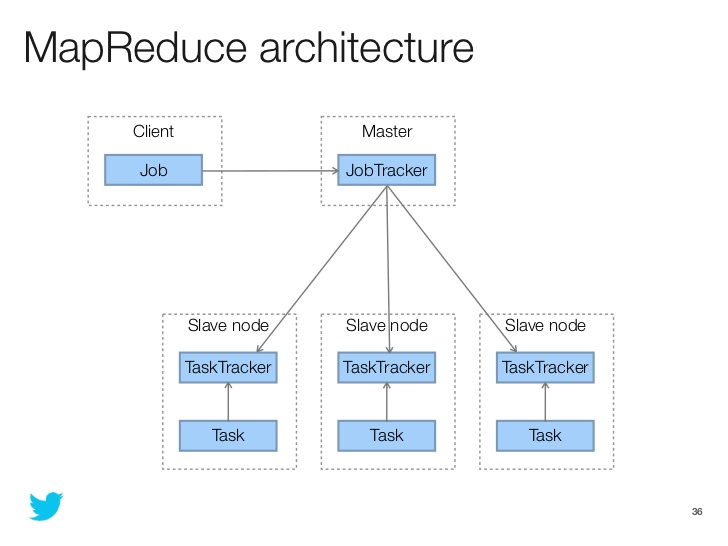 MapReduce architecture
Client
Master
Job
JobTracker
Slave node
Slave node
Slave node
TaskTracker
TaskTracker
TaskTracker
Task
Task
Task
36